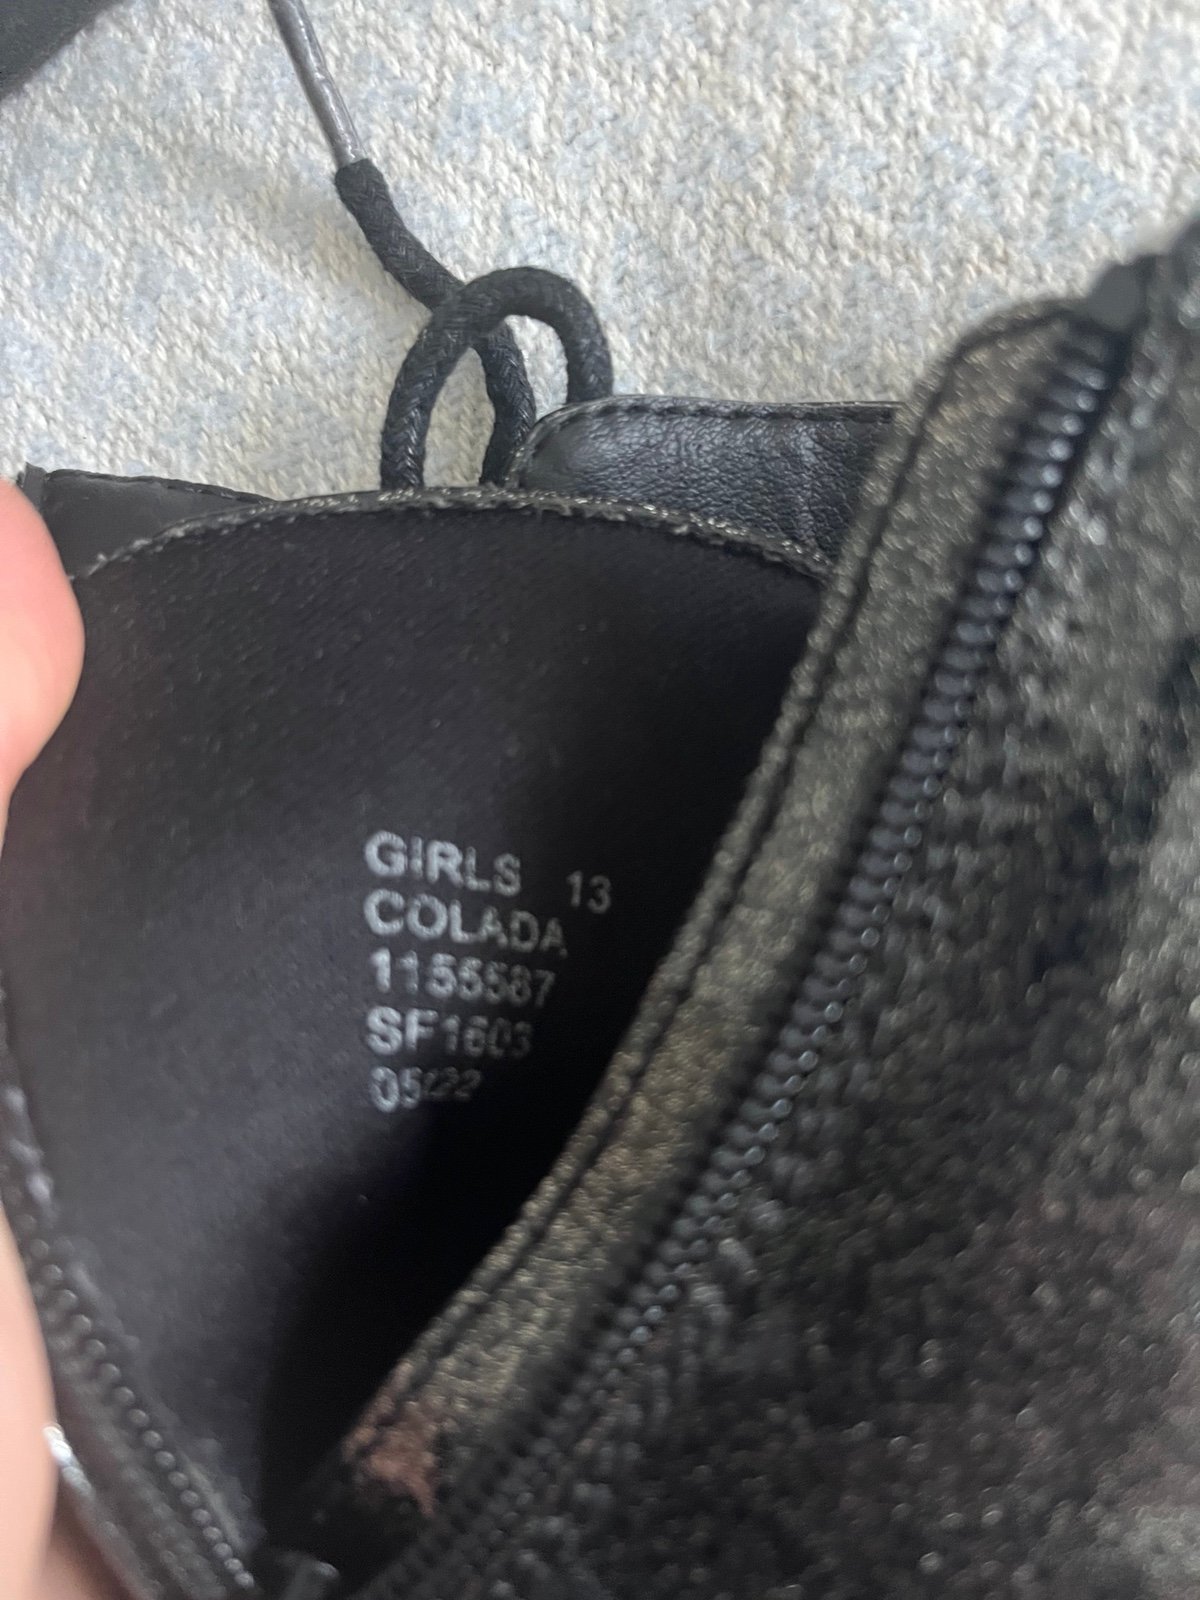 GIRLS 13
COLADA
1155587
SF1603
05/22